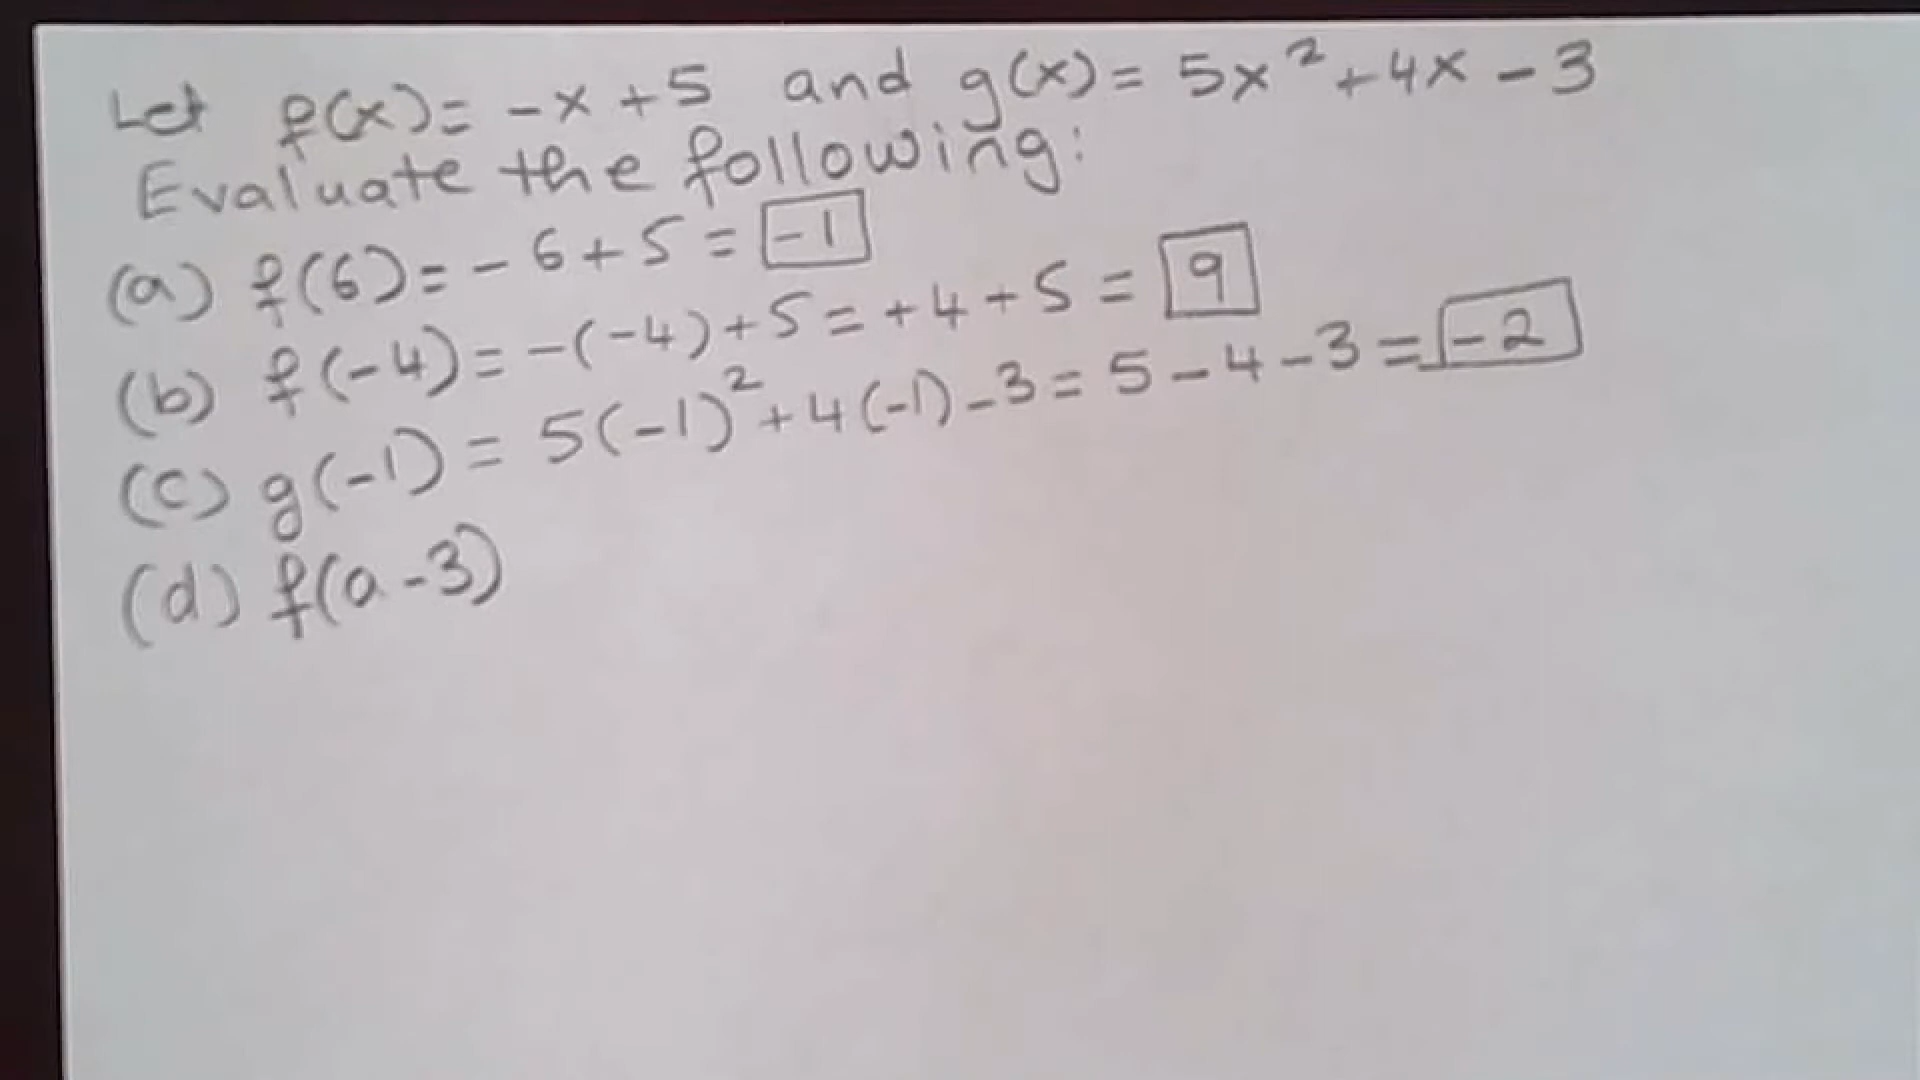 Let f(x) = -x + 5 and g(x) = 5x² + 4x - 3
Evaluate the following:
(a) f(6) = - 6 + 5 = -1
(b) f(-4) = -(-4) + 5 = +4 + 5 = 9
(c) g(-1) = 5(-1)² + 4(-1) - 3 = 5 - 4 - 3 = -2
(d) f(a - 3)